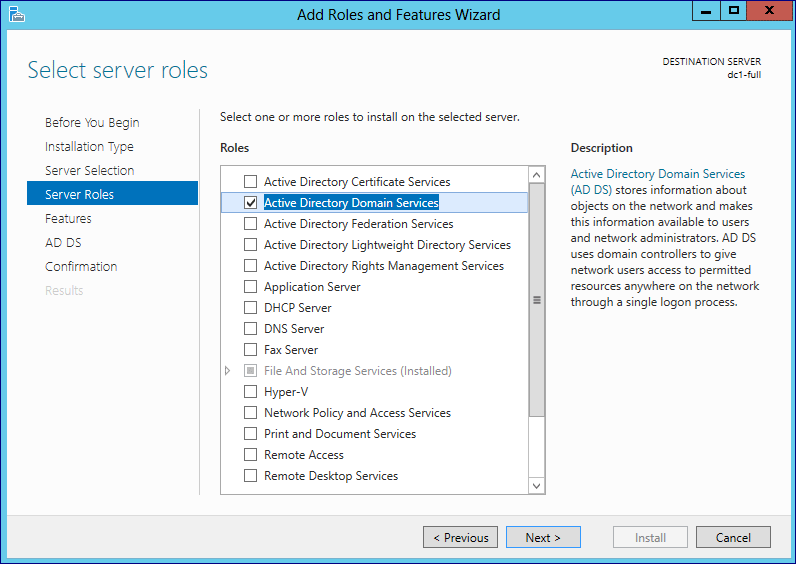 Add Roles and Features Wizard
Select server roles
DESTINATION SERVER
dc1-full
Before You Begin
Installation Type
Server Selection
Server Roles
Features
AD DS
Confirmation
Results
Select one or more roles to install on the selected server.
Roles
Active Directory Certificate Services
Active Directory Domain Services
Active Directory Federation Services
Active Directory Lightweight Directory Services
Active Directory Rights Management Services
Application Server
DHCP Server
DNS Server
Fax Server
File And Storage Services (Installed)
Hyper-V
Network Policy and Access Services
Print and Document Services
Remote Access
Remote Desktop Services
Description
Active Directory Domain Services
(AD DS) stores information about
objects on the network and makes
this information available to users
and network administrators. AD DS
uses domain controllers to give
network users access to permitted
resources anywhere on the network
through a single logon process.
< Previous
Next >
Install
Cancel